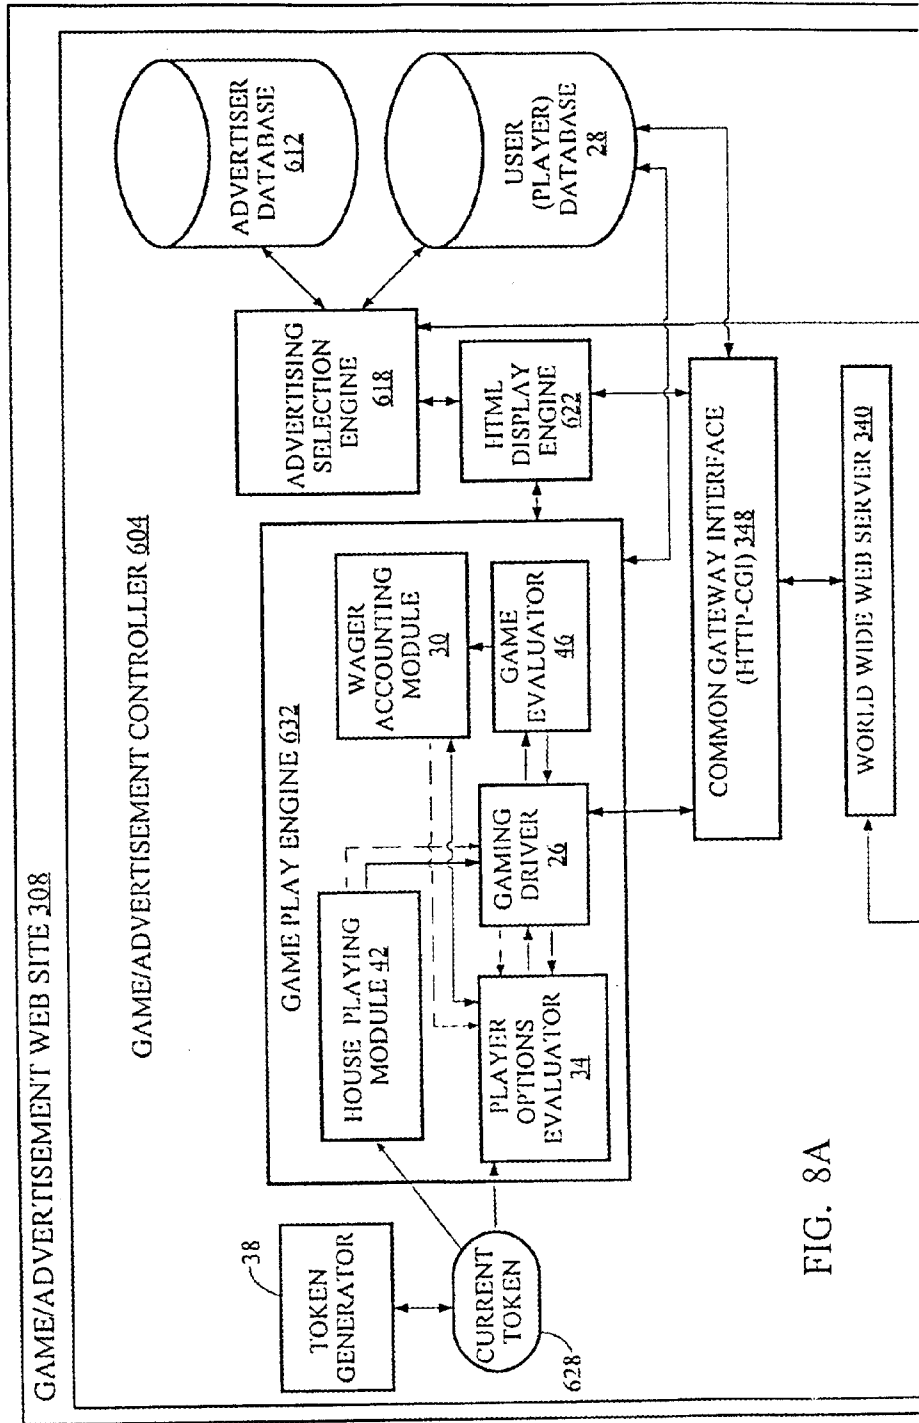 GAME/ADVERTISEMENT WEB SITE 308
GAME/ADVERTISEMENT CONTROLLER 604
TOKEN
GENERATOR
38
CURRENT
TOKEN
628
GAME PLAY ENGINE 632
HOUSE PLAYING
MODULE 42
WAGER
ACCOUNTING
MODULE
30
PLAYER
OPTIONS
EVALUATOR
34
GAMING
DRIVER
26
GAME
EVALUATOR
46
ADVERTISING
SELECTION
ENGINE
618
HTML
DISPLAY
ENGINE
622
ADVERTISER
DATABASE
612
USER
(PLAYER)
DATABASE
28
COMMON GATEWAY INTERFACE
(HTTP-CGI) 348
WORLD WIDE WEB SERVER 340
FIG. 8A